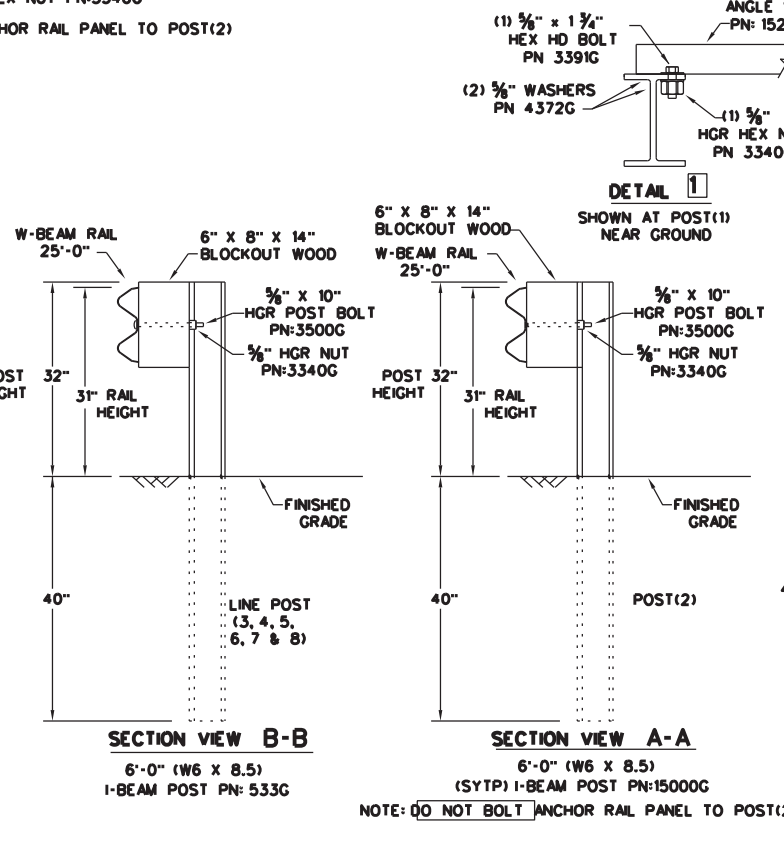 HOR RAIL PANEL TO POST(2)
(1) ⅝" x 1 ¾"
HEX HD BOLT
PN 3391G
ANGLE
PN: 152
(2) ⅝" WASHERS
PN 4372G
(1) ⅝"
HGR HEX N
PN 3340
DETAIL 1
SHOWN AT POST(1)
NEAR GROUND
W-BEAM RAIL
25'-0"
6" X 8" X 14"
BLOCKOUT WOOD
⅝" X 10"
HGR POST BOLT
PN:3500G
⅝" HGR NUT
PN:3340G
OST
GHT
32"
31" RAIL
HEIGHT
FINISHED
GRADE
40"
LINE POST
(3, 4, 5,
6, 7 & 8)
SECTION VIEW B-B
6'-0" (W6 X 8.5)
I-BEAM POST PN: 533G
6" X 8" X 14"
BLOCKOUT WOOD
W-BEAM RAIL
25'-0"
⅝" X 10"
HGR POST BOLT
PN:3500G
⅝" HGR NUT
PN:3340G
POST 32"
HEIGHT
31" RAIL
HEIGHT
FINISHED
GRADE
40"
POST(2)
SECTION VIEW A-A
6'-0" (W6 X 8.5)
(SYTP) I-BEAM POST PN:15000G
NOTE: DO NOT BOLT ANCHOR RAIL PANEL TO POST(2